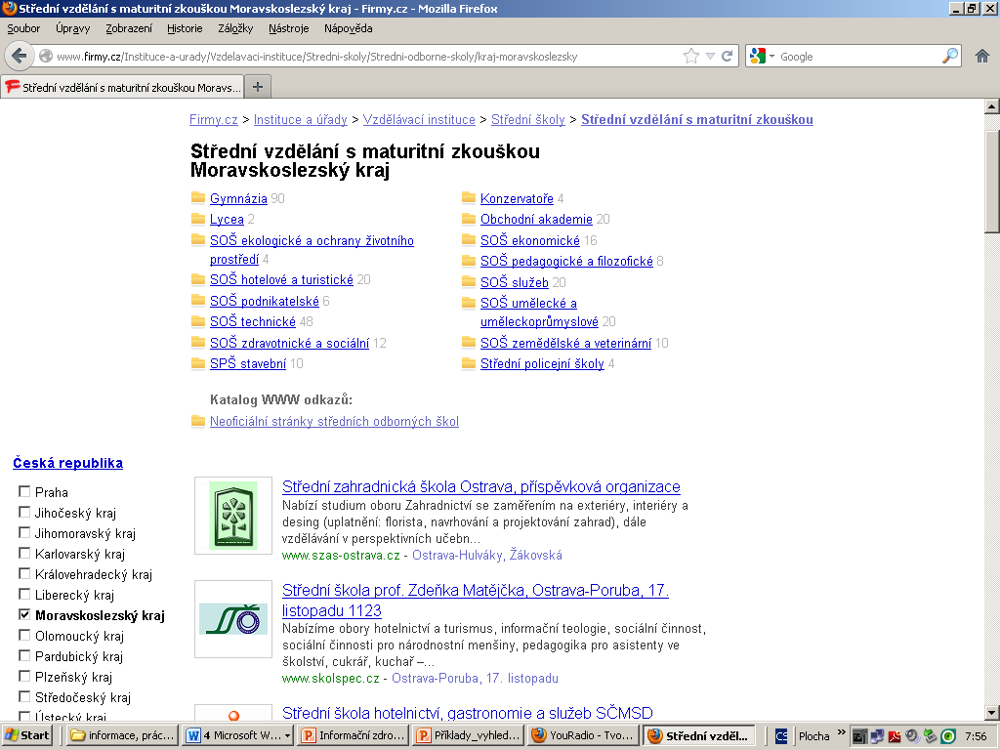 Střední vzdělání s maturitní zkouškou Moravskoslezský kraj - Firmy.cz - Mozilla Firefox
Soubor Úpravy Zobrazení Historie Záložky Nástroje Nápověda
www.firmy.cz/Instituce-a-urady/Vzdelavaci-instituce/Stredni-skoly/Stredni-odborne-skoly/kraj-moravskoslezsky
Google
Střední vzdělání s maturitní zkouškou Moravs...
Firmy.cz > Instituce a úřady > Vzdělávací instituce > Střední školy > Střední vzdělání s maturitní zkouškou
Střední vzdělání s maturitní zkouškou
Moravskoslezský kraj
Gymnázia 90
Lycea 2
SOŠ ekologické a ochrany životního
prostředí 4
SOŠ hotelové a turistické 20
SOŠ podnikatelské 6
SOŠ technické 48
SOŠ zdravotnické a sociální 12
SPŠ stavební 10
Konzervatoře 4
Obchodní akademie 20
SOŠ ekonomické 16
SOŠ pedagogické a filozofické 8
SOŠ služeb 20
SOŠ umělecké a
uměleckoprůmyslové 20
SOŠ zemědělské a veterinární 10
Střední policejní školy 4
Katalog WWW odkazů:
Neoficiální stránky středních odborných škol
Česká republika
Praha
Jihočeský kraj
Jihomoravský kraj
Karlovarský kraj
Královehradecký kraj
Liberecký kraj
Moravskoslezský kraj
Olomoucký kraj
Pardubický kraj
Plzeňský kraj
Středočeský kraj
Ústecký kraj
Střední zahradnická škola Ostrava, příspěvková organizace
Nabízí studium oboru Zahradnictví se zaměřením na exteriéry, interiéry a
desing (uplatnění: florista, navrhování a projektování zahrad), dále
vzdělávání v perspektivních učebn...
www.szas-ostrava.cz - Ostrava-Hulváky, Žákovská
Střední škola prof. Zdeňka Matějčka, Ostrava-Poruba, 17.
listopadu 1123
Nabízíme obory hotelnictví a turismus, informační teologie, sociální činnost,
sociální činnosti pro národnostní menšiny, pedagogika pro asistenty ve
školství, cukrář, kuchař –...
www.skolspec.cz - Ostrava-Poruba, 17. listopadu
Střední škola hotelnictví, gastronomie a služeb SČMSD
Start
informace, prác...
4 Microsoft W...
Informační zdro...
Příklady_vyhled...
YouRadio - Tvo...
Střední vzděl...
CS
Plocha
7:56